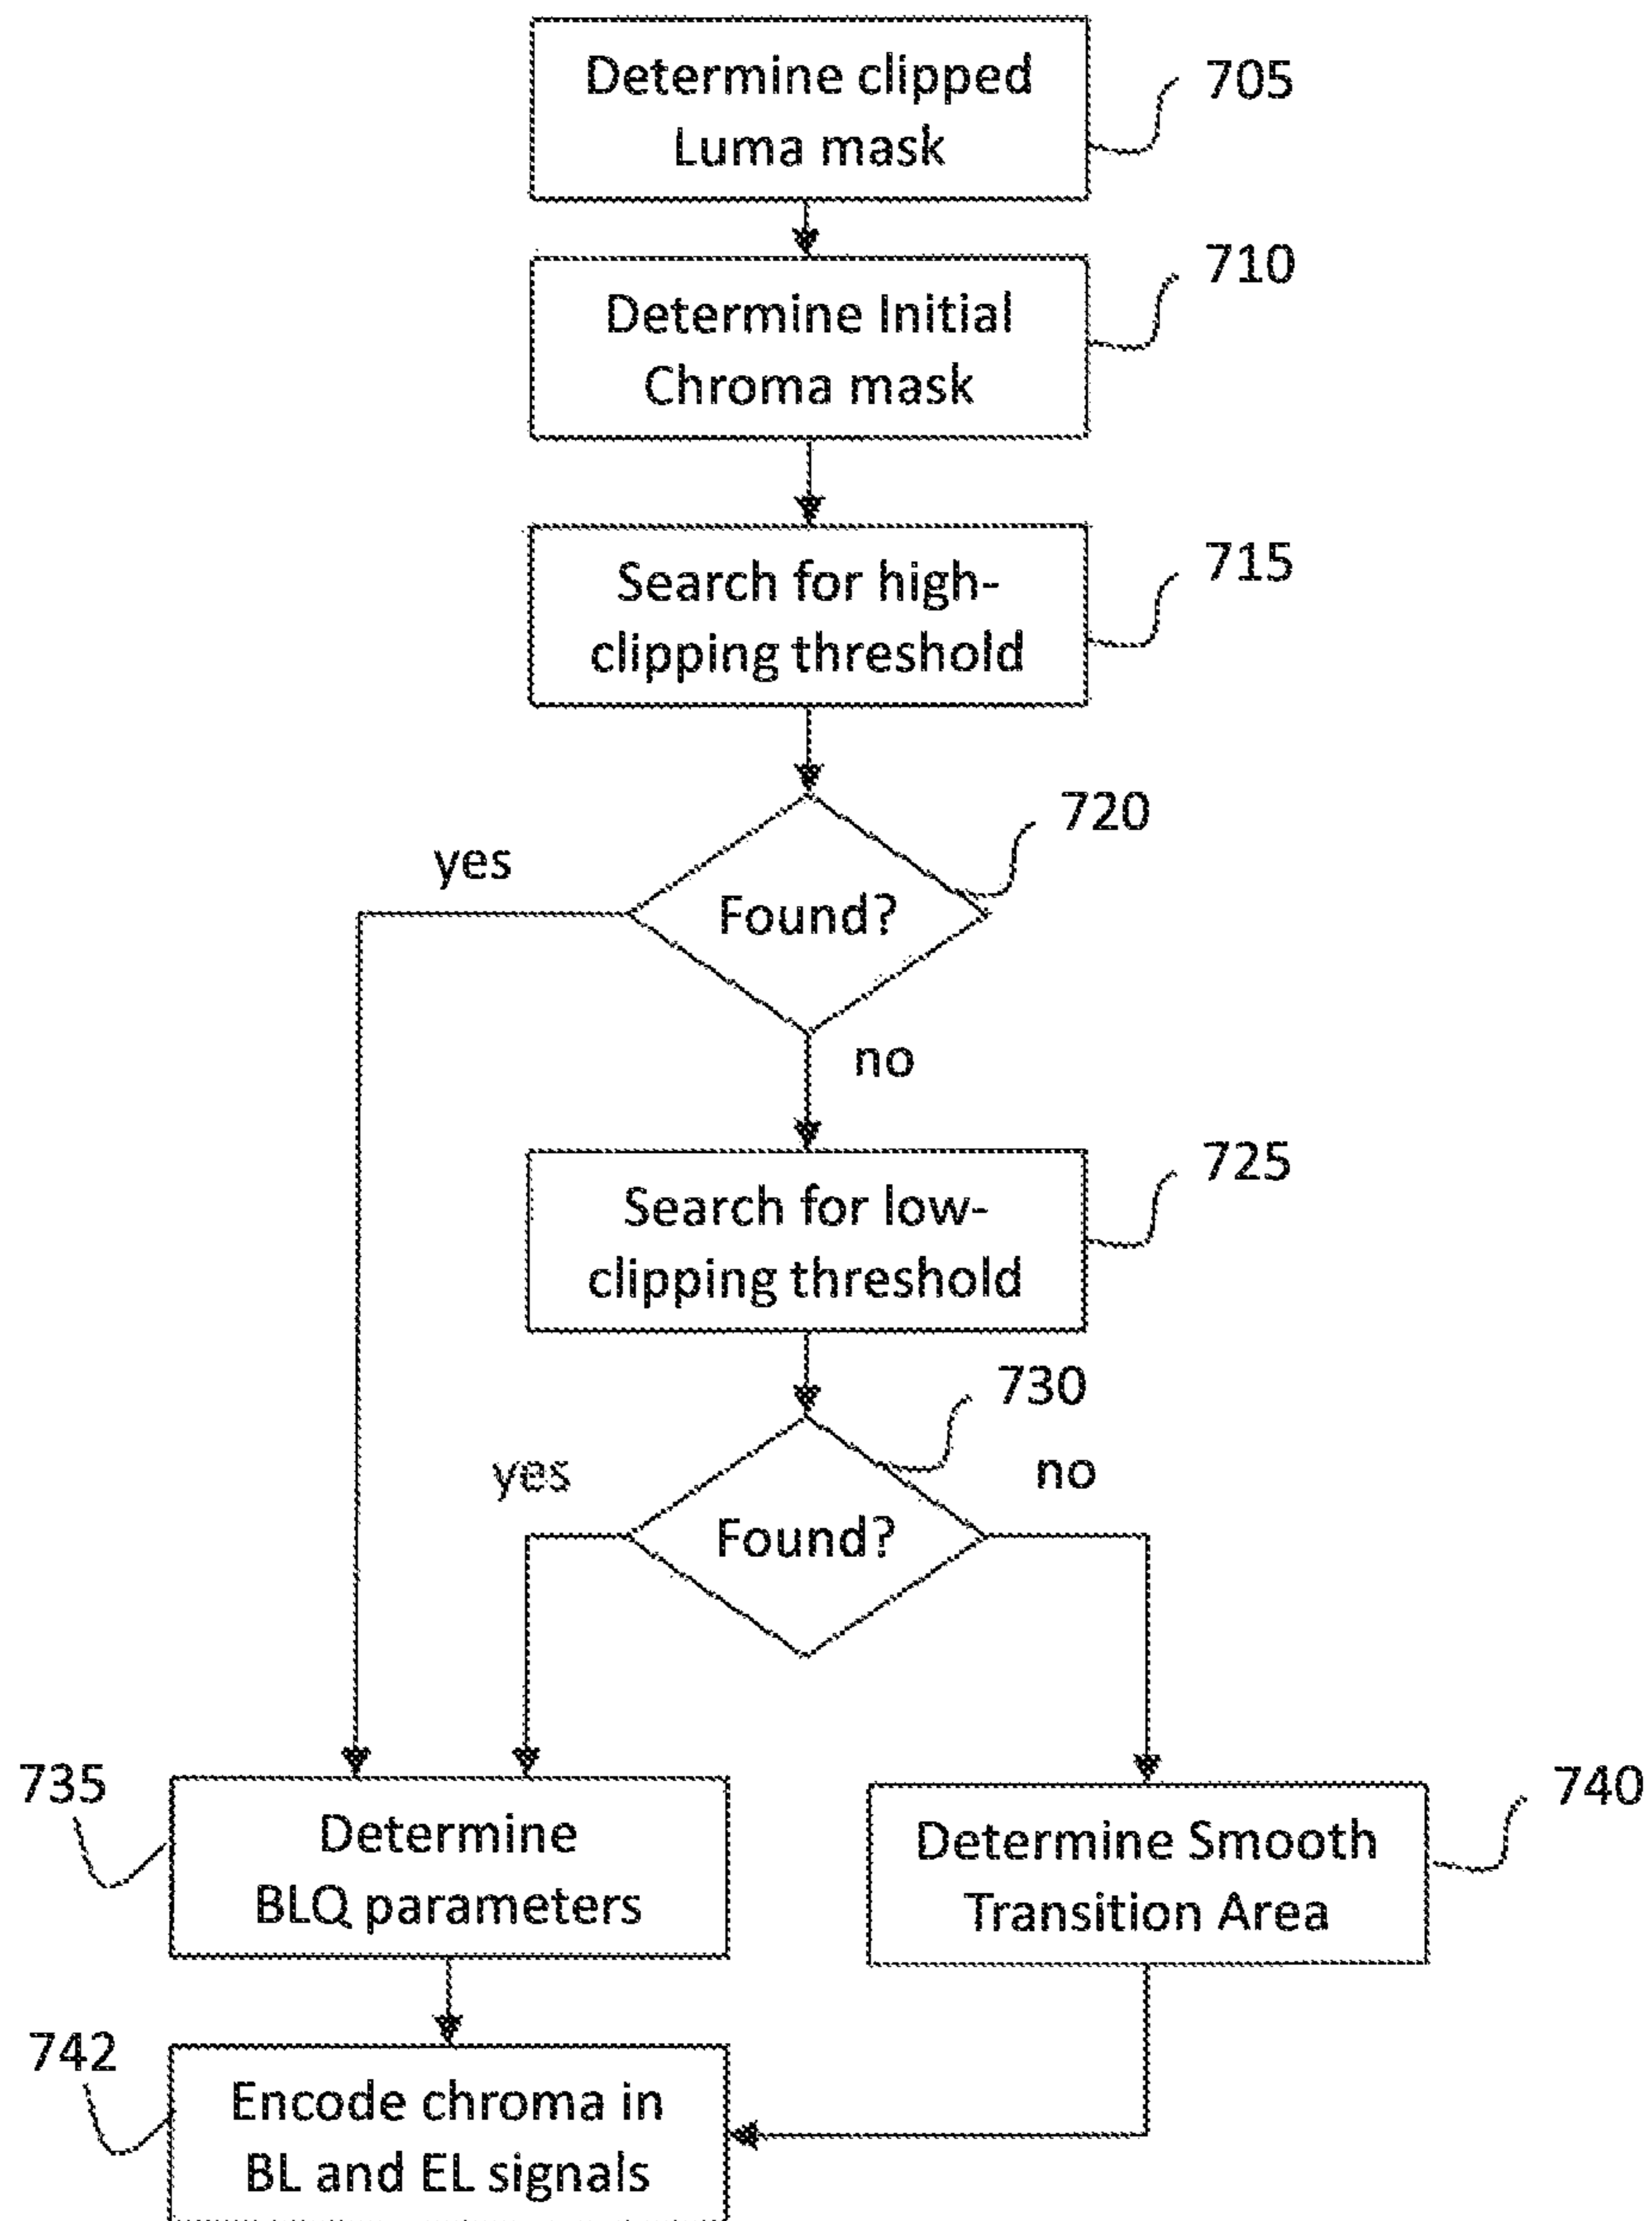 Determine clipped
Luma mask
705
Determine Initial
Chroma mask
710
Search for high-
clipping threshold
715
720
yes
Found?
no
Search for low-
clipping threshold
725
730
yes
no
Found?
735
Determine
BLQ parameters
740
Determine Smooth
Transition Area
742
Encode chroma in
BL and EL signals